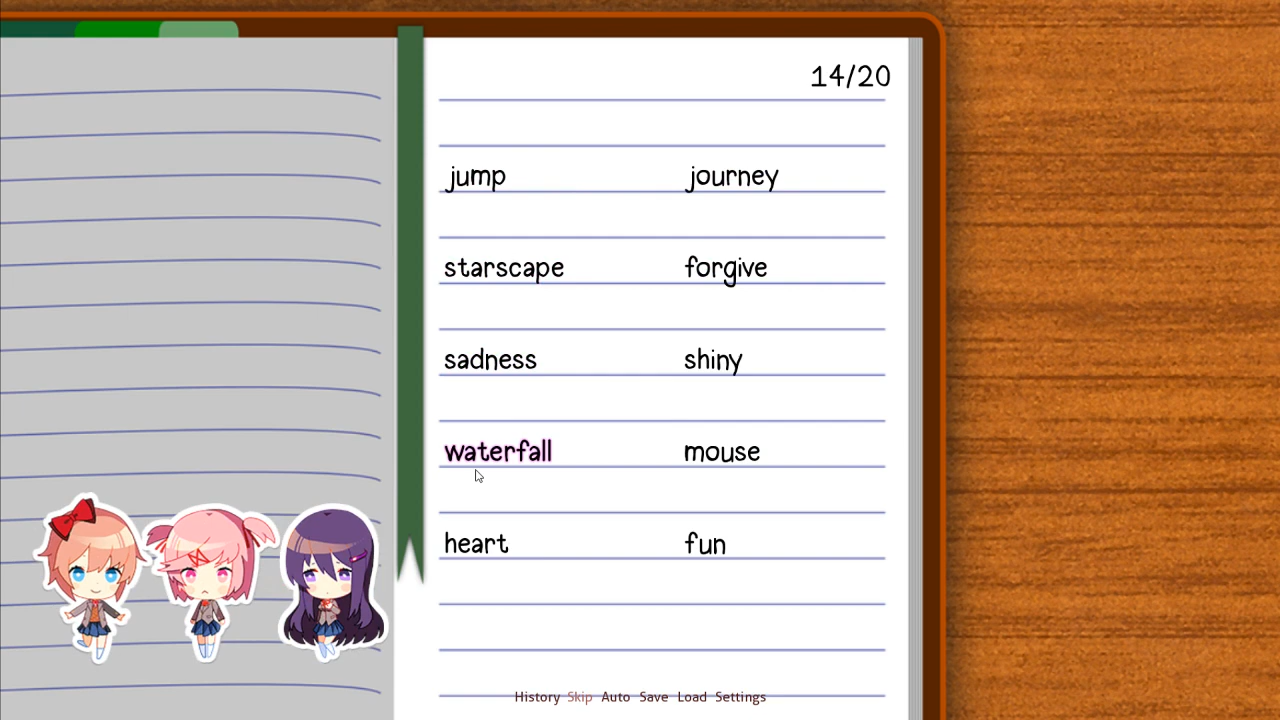 14/20
jump journey
starscape forgive
sadness shiny
waterfall mouse
heart fun
History Skip Auto Save Load Settings